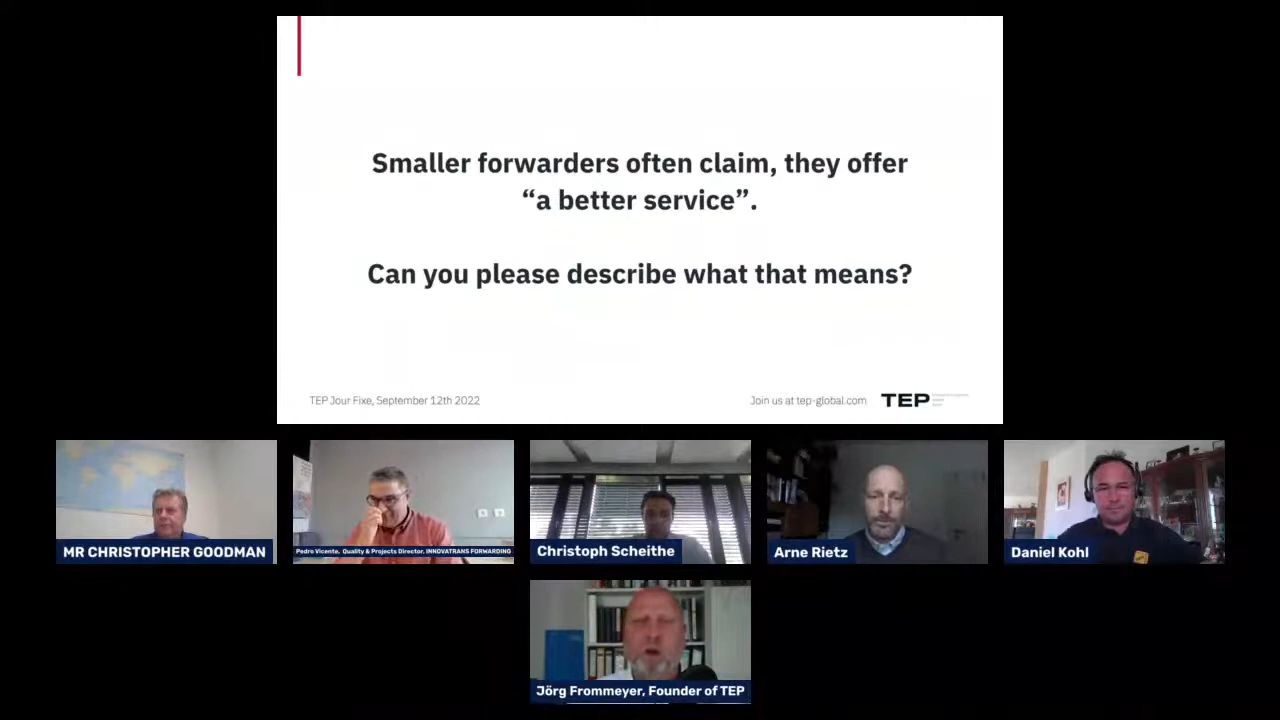 Smaller forwarders often claim, they offer
“a better service”.
Can you please describe what that means?
TEP Jour Fixe, September 12th 2022
Join us at tep-global.com
TEP
MR CHRISTOPHER GOODMAN
Pedro Vicente, Quality & Projects Director, INNOVATRANS FORWARDING
Christoph Scheithe
Arne Rietz
Daniel Kohl
Jörg Frommeyer, Founder of TEP